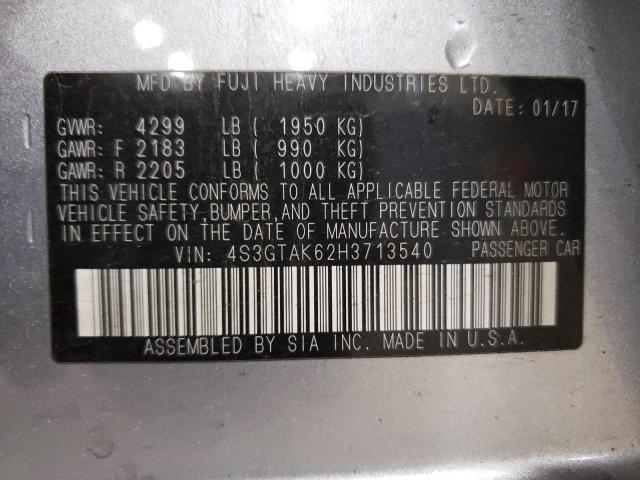 MFD BY FUJI HEAVY INDUSTRIES LTD.
DATE: 01/17
GVWR: 4299 LB ( 1950 KG)
GAWR: F 2183 LB ( 990 KG)
GAWR: R 2205 LB ( 1000 KG)
THIS VEHICLE CONFORMS TO ALL APPLICABLE FEDERAL MOTOR
VEHICLE SAFETY,BUMPER,AND THEFT PREVENTION STANDARDS
IN EFFECT ON THE DATE OF MANUFACTURE SHOWN ABOVE.
VIN: 4S3GTAK62H3713540 PASSENGER CAR
ASSEMBLED BY SIA INC. MADE IN U.S.A.